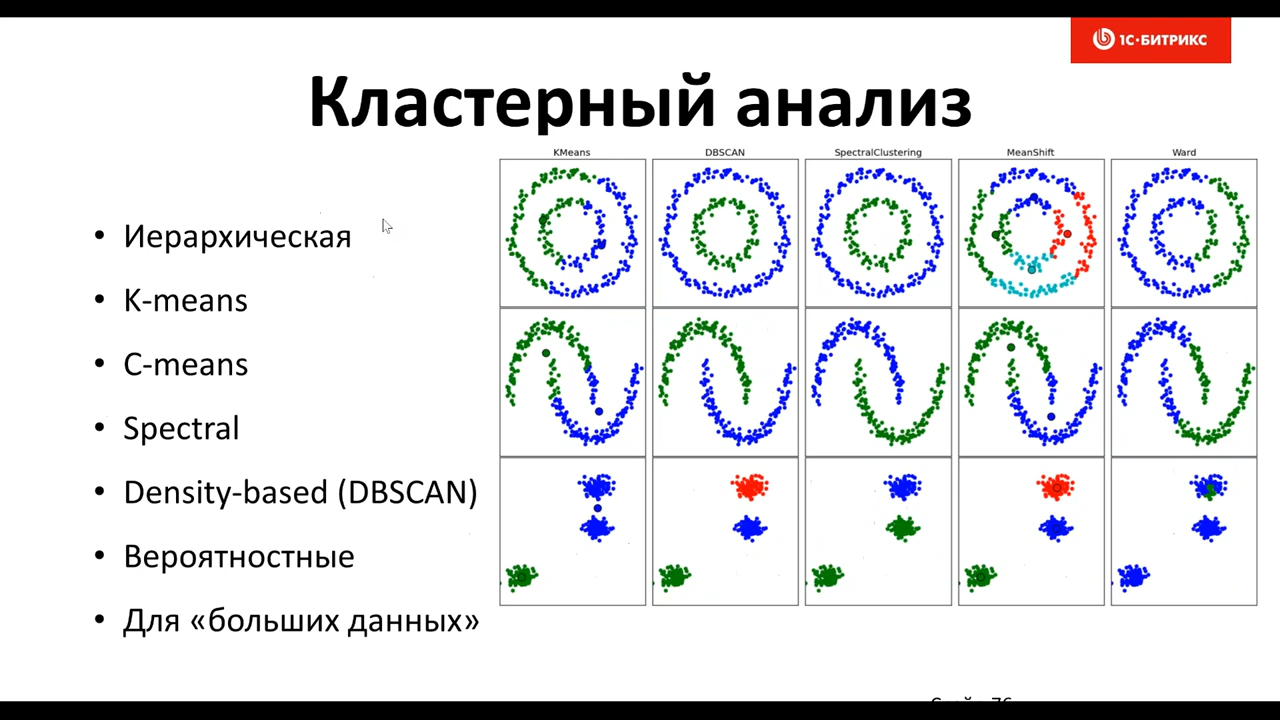 1С·БИТРИКС
Кластерный анализ
• Иерархическая
• K-means
• C-means
• Spectral
• Density-based (DBSCAN)
• Вероятностные
• Для «больших данных»
KMeans
DBSCAN
SpectralClustering
MeanShift
Ward